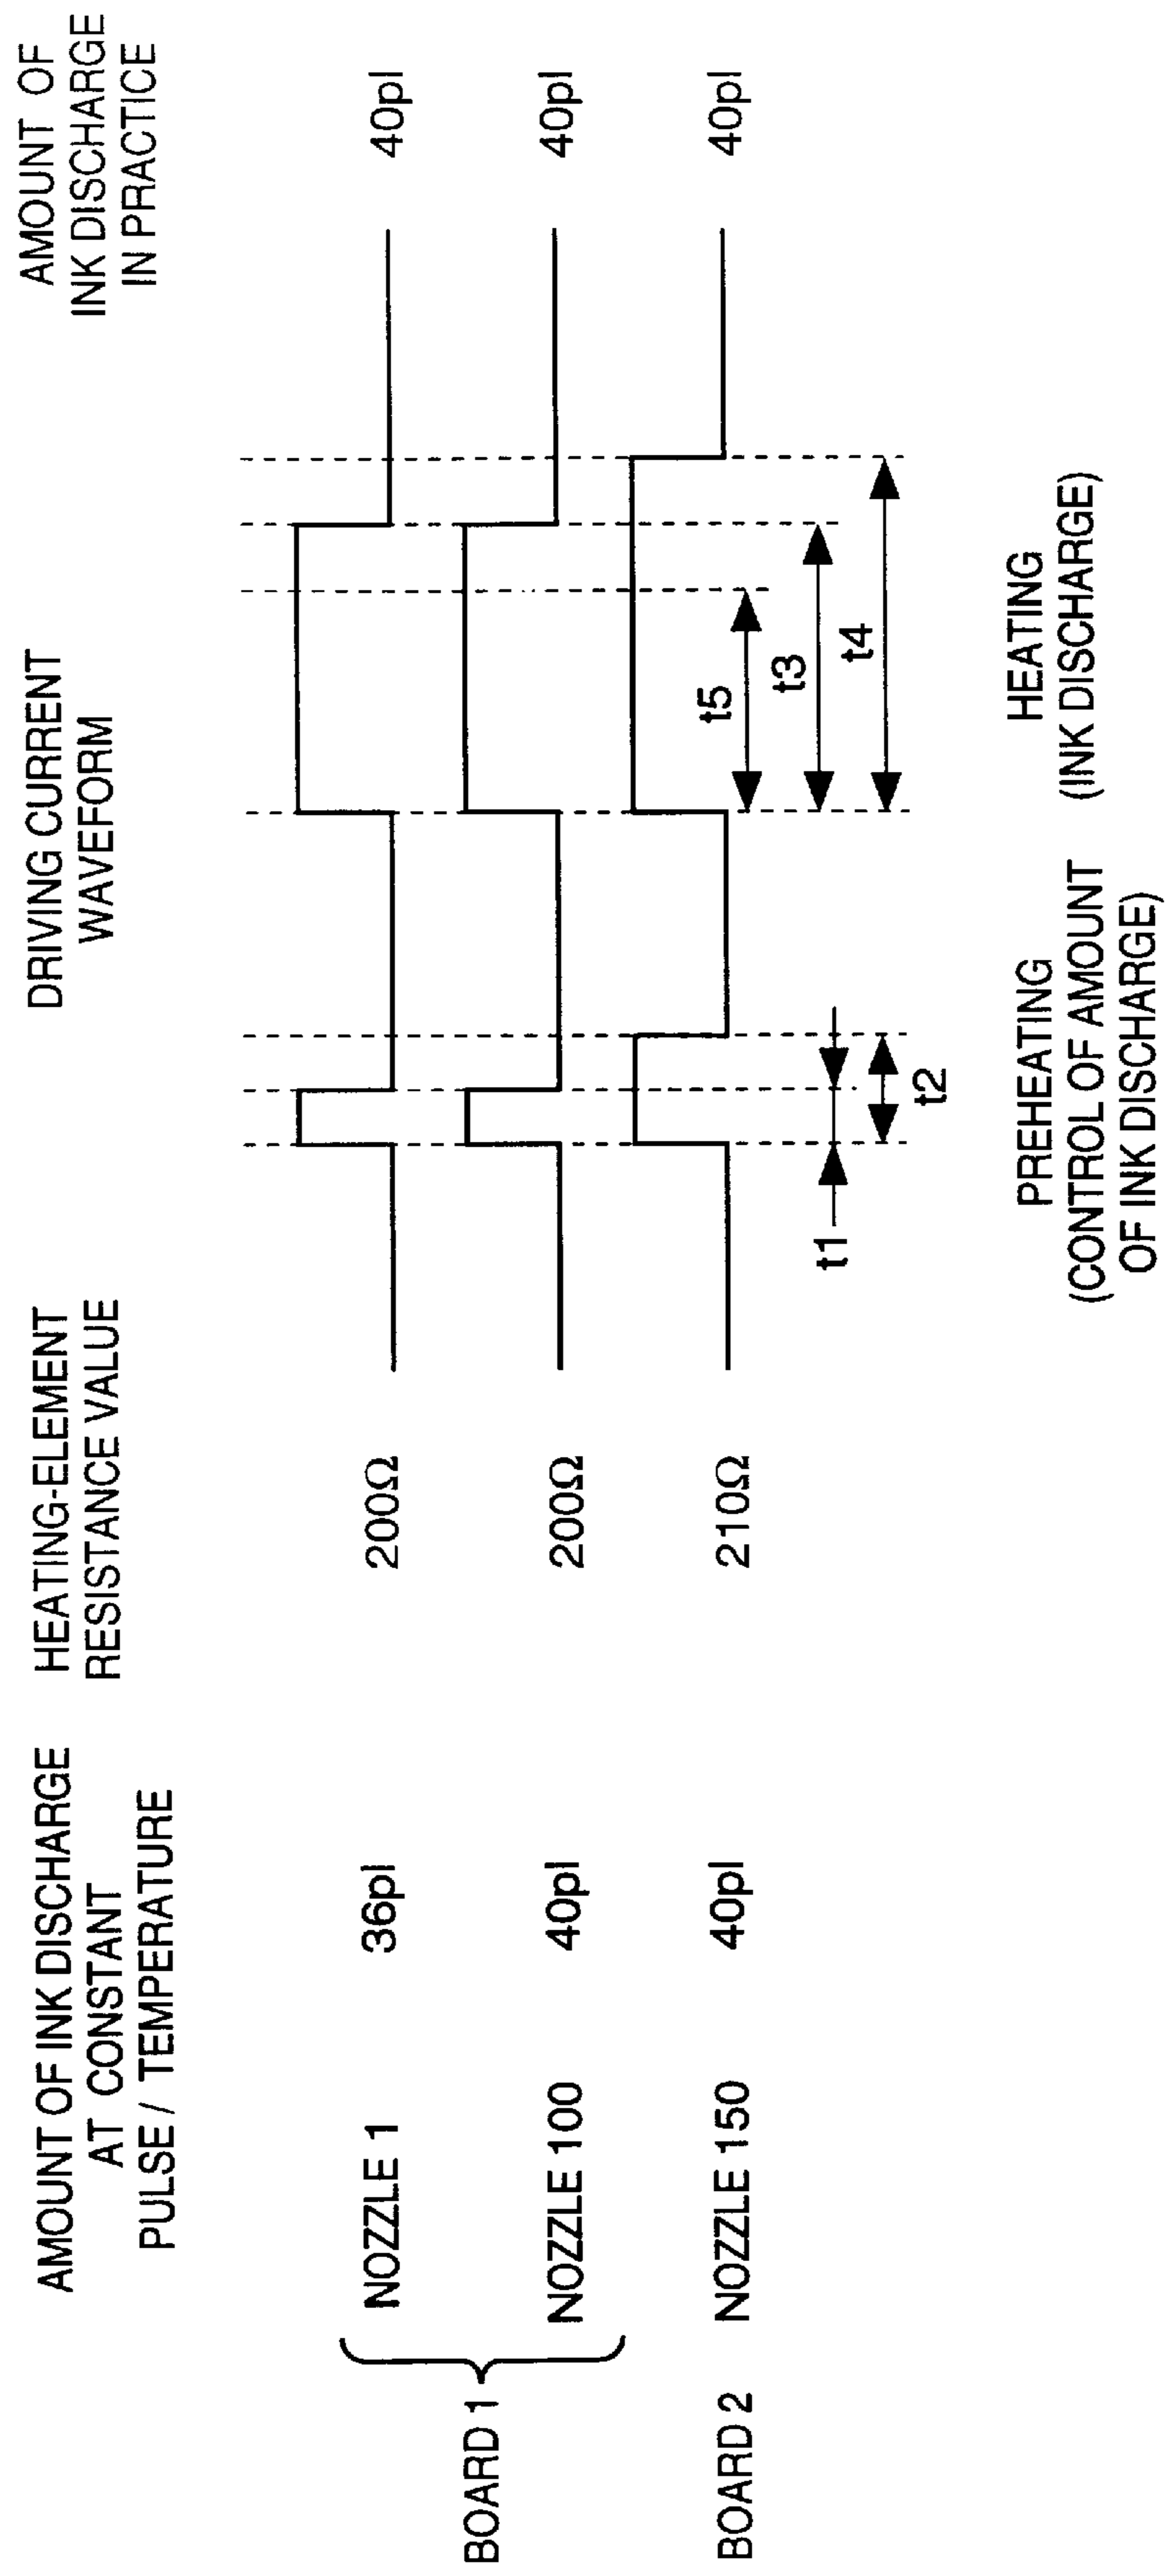 AMOUNT OF INK DISCHARGE
AT CONSTANT
PULSE / TEMPERATURE
HEATING-ELEMENT
RESISTANCE VALUE
DRIVING CURRENT
WAVEFORM
AMOUNT OF
INK DISCHARGE
IN PRACTICE
BOARD 1
NOZZLE 1 36pl 200Ω 40pl
NOZZLE 100 40pl 200Ω 40pl
BOARD 2 NOZZLE 150 40pl 210Ω 40pl
t5
t3
t1
t4
t2
PREHEATING
(CONTROL OF AMOUNT
OF INK DISCHARGE)
HEATING
(INK DISCHARGE)